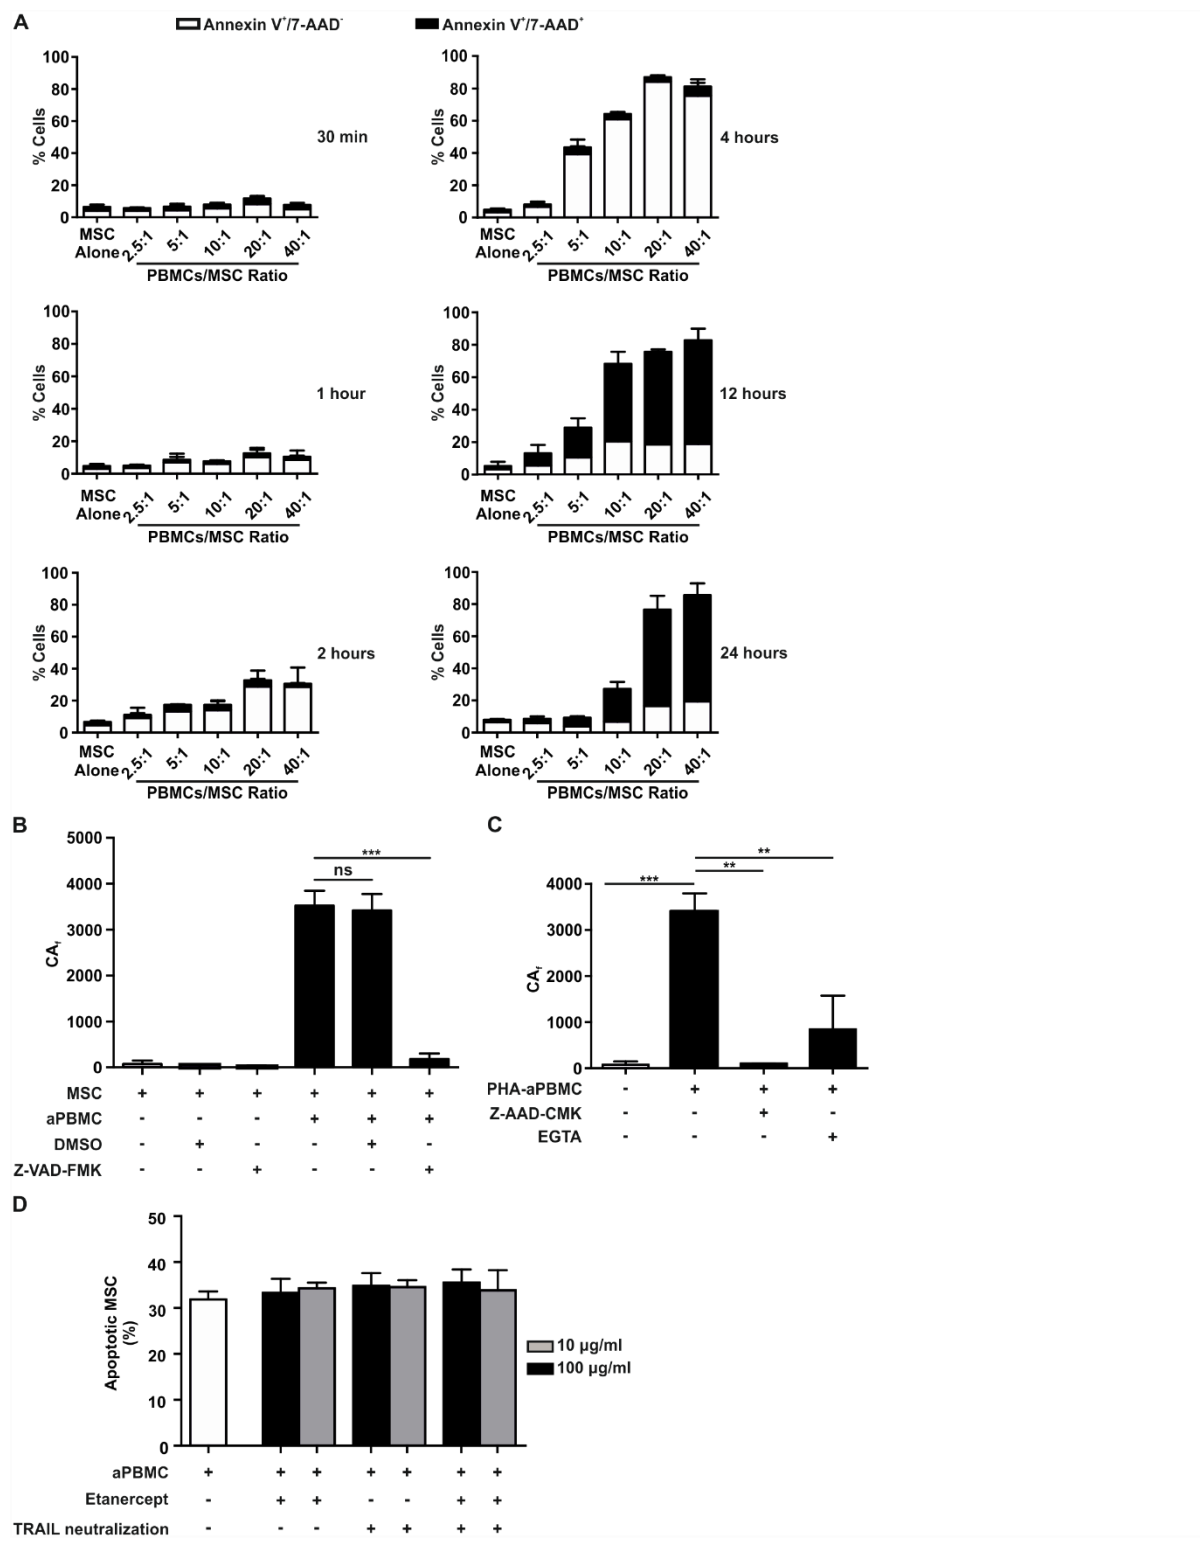 A
Annexin V+/7-AAD-
Annexin V+/7-AAD+
100
80
60
40
20
0
% Cells
30 min
MSC
Alone
2.5:1
5:1
10:1
20:1
40:1
PBMCs/MSC Ratio
100
80
60
40
20
0
% Cells
4 hours
MSC
Alone
2.5:1
5:1
10:1
20:1
40:1
PBMCs/MSC Ratio
100
80
60
40
20
0
% Cells
1 hour
MSC
Alone
2.5:1
5:1
10:1
20:1
40:1
PBMCs/MSC Ratio
100
80
60
40
20
0
% Cells
12 hours
MSC
Alone
2.5:1
5:1
10:1
20:1
40:1
PBMCs/MSC Ratio
100
80
60
40
20
0
% Cells
2 hours
MSC
Alone
2.5:1
5:1
10:1
20:1
40:1
PBMCs/MSC Ratio
100
80
60
40
20
0
% Cells
24 hours
MSC
Alone
2.5:1
5:1
10:1
20:1
40:1
PBMCs/MSC Ratio
B
5000
4000
3000
2000
1000
0
CAf
***
ns
MSC + + + + + +
aPBMC - - - + + +
DMSO - + - - + -
Z-VAD-FMK - - + - - +
C
4000
3000
2000
1000
0
CAf
***
**
**
PHA-aPBMC - + + +
Z-AAD-CMK - - + -
EGTA - - - +
D
50
40
30
20
10
0
Apoptotic MSC
(%)
10 µg/ml
100 µg/ml
aPBMC + + + + + + +
Etanercept - + + - - + +
TRAIL neutralization - - - + + + +